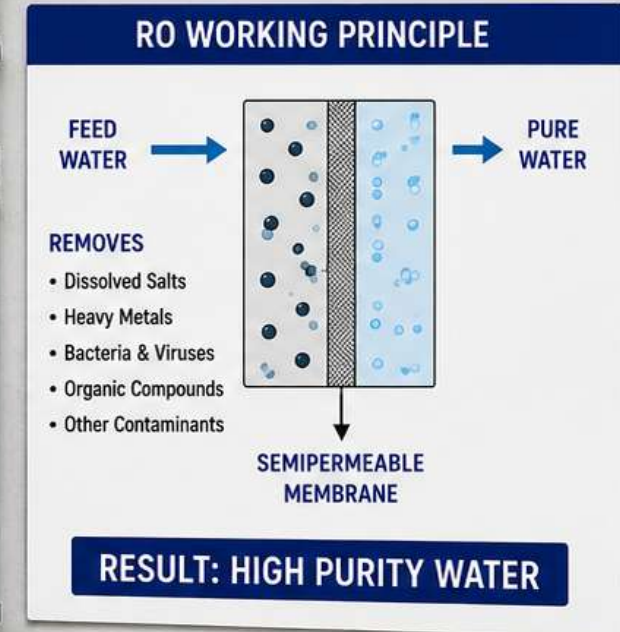 RO WORKING PRINCIPLE
FEED
WATER
PURE
WATER
REMOVES
• Dissolved Salts
• Heavy Metals
• Bacteria & Viruses
• Organic Compounds
• Other Contaminants
SEMIPERMEABLE
MEMBRANE
RESULT: HIGH PURITY WATER